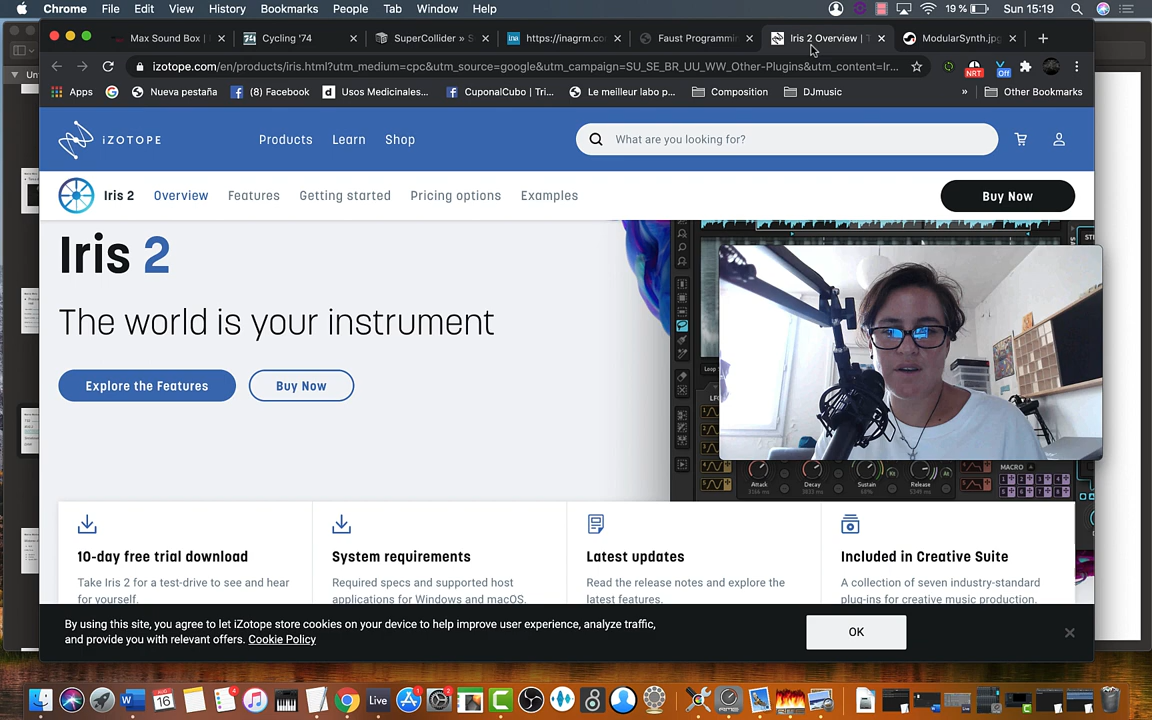 Chrome File Edit View History Bookmarks People Tab Window Help 19 % Sun 15:19
Max Sound Box | Cycling '74 SuperCollider » S https://inagrm.co Faust Programmi Iris 2 Overview | T ModularSynth.jpg
izotope.com/en/products/iris.html?utm_medium=cpc&utm_source=google&utm_campaign=SU_SE_BR_UU_WW_Other-Plugins&utm_content=Ir... NRT Off
Apps Nueva pestaña (8) Facebook Usos Medicinales... CuponalCubo / Tri... Le meilleur labo p... Composition DJmusic » Other Bookmarks
iZOTOPE Products Learn Shop What are you looking for?
Iris 2 Overview Features Getting started Pricing options Examples Buy Now
Iris 2
The world is your instrument
Explore the Features Buy Now
Attack Decay Sustain Release MACRO
10-day free trial download System requirements Latest updates Included in Creative Suite
Take Iris 2 for a test-drive to see and hear Required specs and supported host Read the release notes and explore the A collection of seven industry-standard
for yourself. applications for Windows and macOS. latest features. plug-ins for creative music production.
By using this site, you agree to let iZotope store cookies on your device to help improve user experience, analyze traffic,
and provide you with relevant offers. Cookie Policy OK
Live